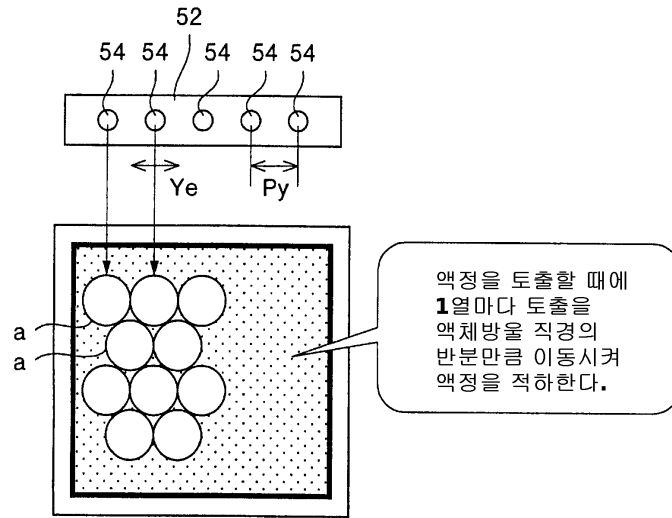 52
54 54 54 54 54
Ye Py
액정을 토출할 때에
1열마다 토출을
액체방울 직경의
반분만큼 이동시켜
액정을 적하한다.
a
a